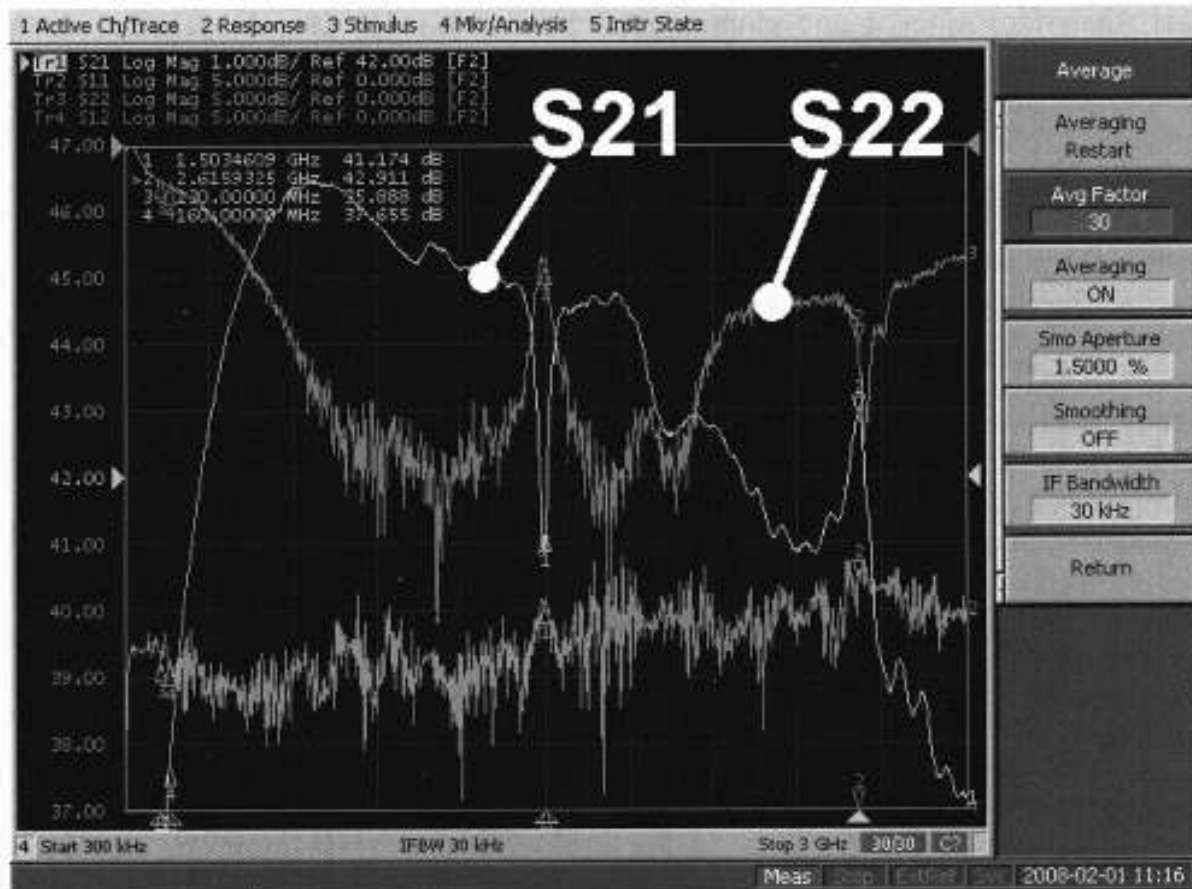 1 Active Ch/Trace 2 Response 3 Stimulus 4 Mkr/Analysis 5 Instr State
Tr1 S21 Log Mag 1.000dB/ Ref 42.00dB [F2]
Tr2 S11 Log Mag 5.000dB/ Ref 0.000dB [F2]
Tr3 S22 Log Mag 5.000dB/ Ref 0.000dB [F2]
Tr4 S12 Log Mag 5.000dB/ Ref 0.000dB [F2]
S21 S22
1 1.5034609 GHz 41.174 dB
>2 2.6159325 GHz 42.911 dB
3 MHz 35.888 dB
4 160.00000 MHz 37.655 dB
47.00
46.00
45.00
44.00
43.00
42.00
41.00
40.00
39.00
38.00
37.00
Average
Averaging
Restart
Avg Factor
30
Averaging
ON
Smo Aperture
1.5000 %
Smoothing
OFF
IF Bandwidth
30 kHz
Return
4 Start 300 kHz IFBW 30 kHz Stop 3 GHz 30/30 C?
Meas Stop ExtRef Svc 2008-02-01 11:16